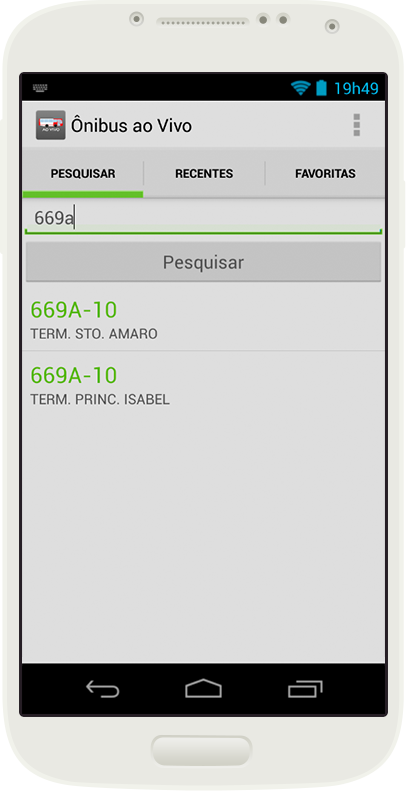 19h49
AO VIVO
Ônibus ao Vivo
PESQUISAR RECENTES FAVORITAS
669a
Pesquisar
669A-10
TERM. STO. AMARO
669A-10
TERM. PRINC. ISABEL